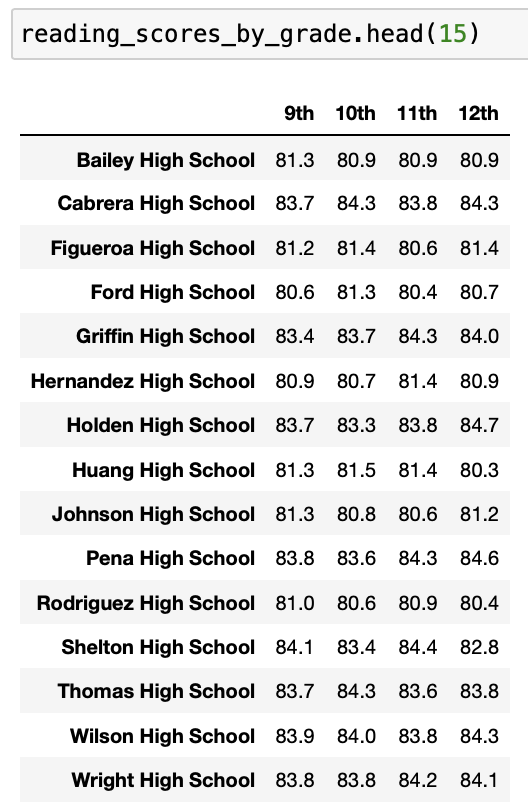 reading_scores_by_grade.head(15)
9th 10th 11th 12th
Bailey High School 81.3 80.9 80.9 80.9
Cabrera High School 83.7 84.3 83.8 84.3
Figueroa High School 81.2 81.4 80.6 81.4
Ford High School 80.6 81.3 80.4 80.7
Griffin High School 83.4 83.7 84.3 84.0
Hernandez High School 80.9 80.7 81.4 80.9
Holden High School 83.7 83.3 83.8 84.7
Huang High School 81.3 81.5 81.4 80.3
Johnson High School 81.3 80.8 80.6 81.2
Pena High School 83.8 83.6 84.3 84.6
Rodriguez High School 81.0 80.6 80.9 80.4
Shelton High School 84.1 83.4 84.4 82.8
Thomas High School 83.7 84.3 83.6 83.8
Wilson High School 83.9 84.0 83.8 84.3
Wright High School 83.8 83.8 84.2 84.1